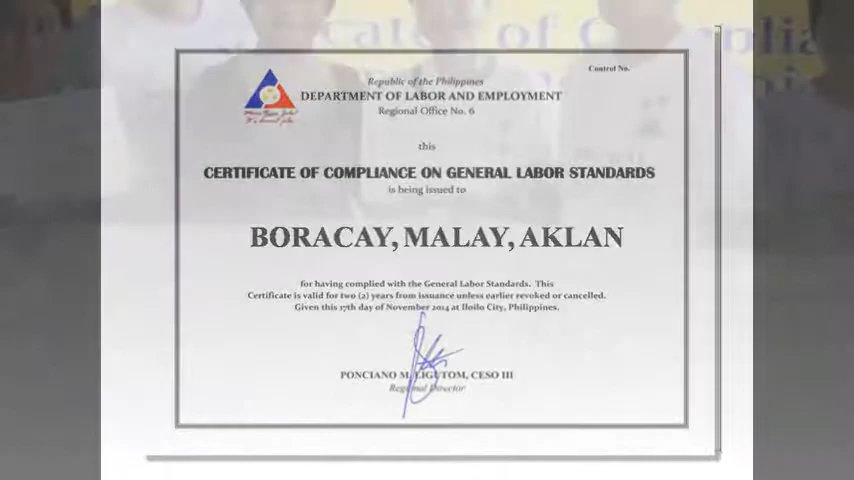 Control No.
Republic of the Philippines
DEPARTMENT OF LABOR AND EMPLOYMENT
Regional Office No. 6
this
CERTIFICATE OF COMPLIANCE ON GENERAL LABOR STANDARDS
is being issued to
BORACAY, MALAY, AKLAN
for having complied with the General Labor Standards. This
Certificate is valid for two (2) years from issuance unless earlier revoked or cancelled.
Given this 17th day of November 2014 at Iloilo City, Philippines.
PONCIANO M. LIGUTOM, CESO III
Regional Director